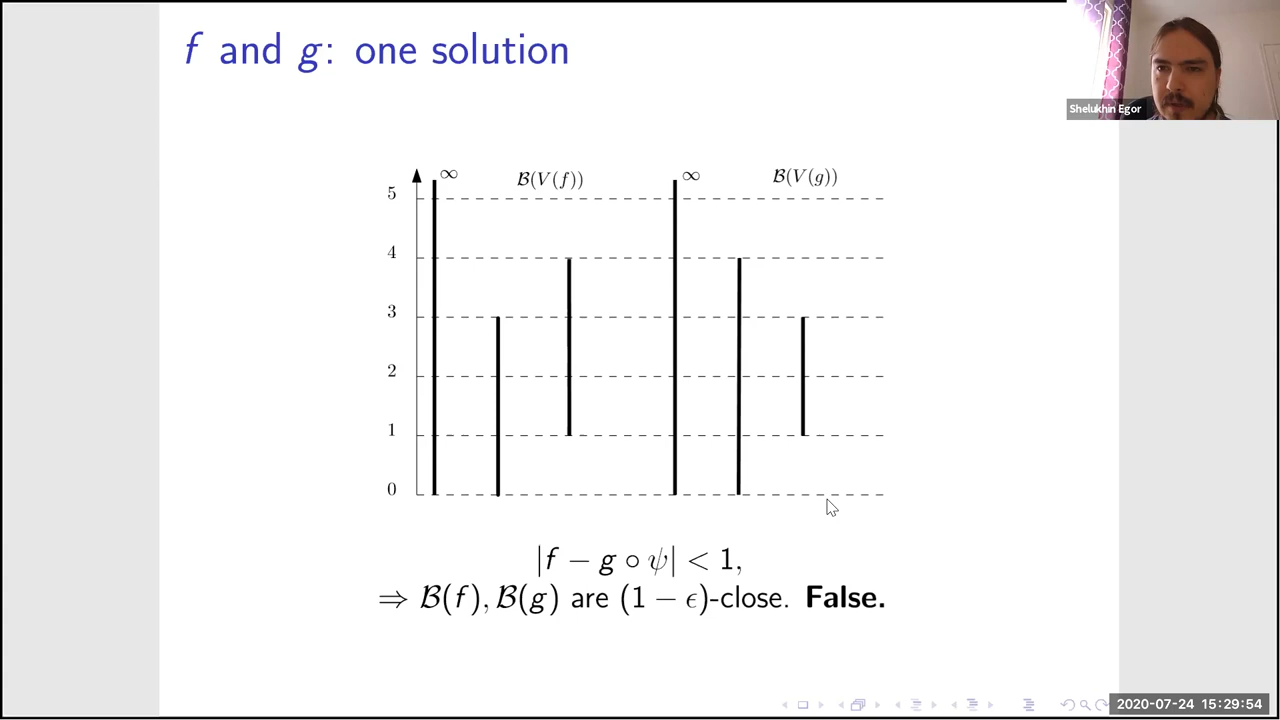 f and g: one solution
Shelukhin Egor
∞ B(V(f)) ∞ B(V(g))
5
4
3
2
1
0
|f − g ∘ ψ| < 1,
⇒ B(f), B(g) are (1 − ϵ)-close. False.
2020-07-24 15:29:54